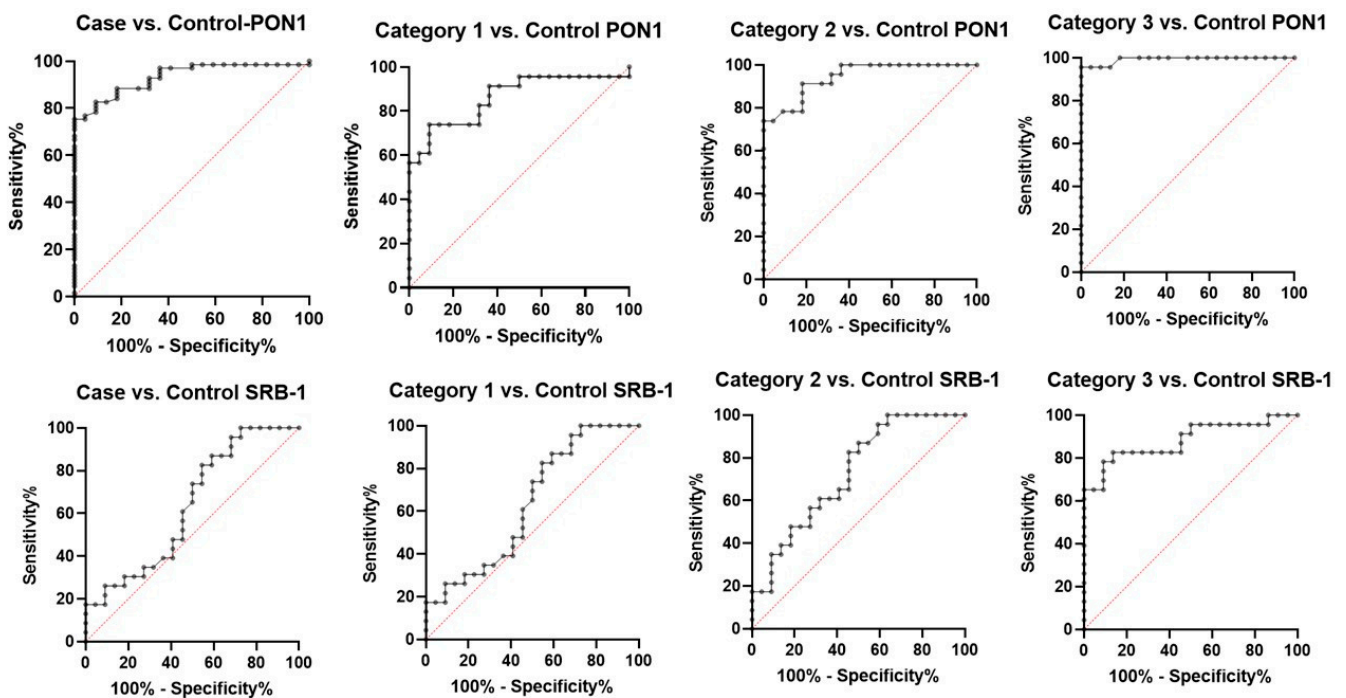 Case vs. Control-PON1
Sensitivity%
100
80
60
40
20
0
0 20 40 60 80 100
100% - Specificity%
Category 1 vs. Control PON1
Sensitivity%
100
80
60
40
20
0
0 20 40 60 80 100
100% - Specificity%
Category 2 vs. Control PON1
Sensitivity%
100
80
60
40
20
0
0 20 40 60 80 100
100% - Specificity%
Category 3 vs. Control PON1
Sensitivity%
100
80
60
40
20
0
0 20 40 60 80 100
100% - Specificity%
Case vs. Control SRB-1
Sensitivity%
100
80
60
40
20
0
0 20 40 60 80 100
100% - Specificity%
Category 1 vs. Control SRB-1
Sensitivity%
100
80
60
40
20
0
0 20 40 60 80 100
100% - Specificity%
Category 2 vs. Control SRB-1
Sensitivity%
100
80
60
40
20
0
0 20 40 60 80 100
100% - Specificity%
Category 3 vs. Control SRB-1
Sensitivity%
100
80
60
40
20
0
0 20 40 60 80 100
100% - Specificity%